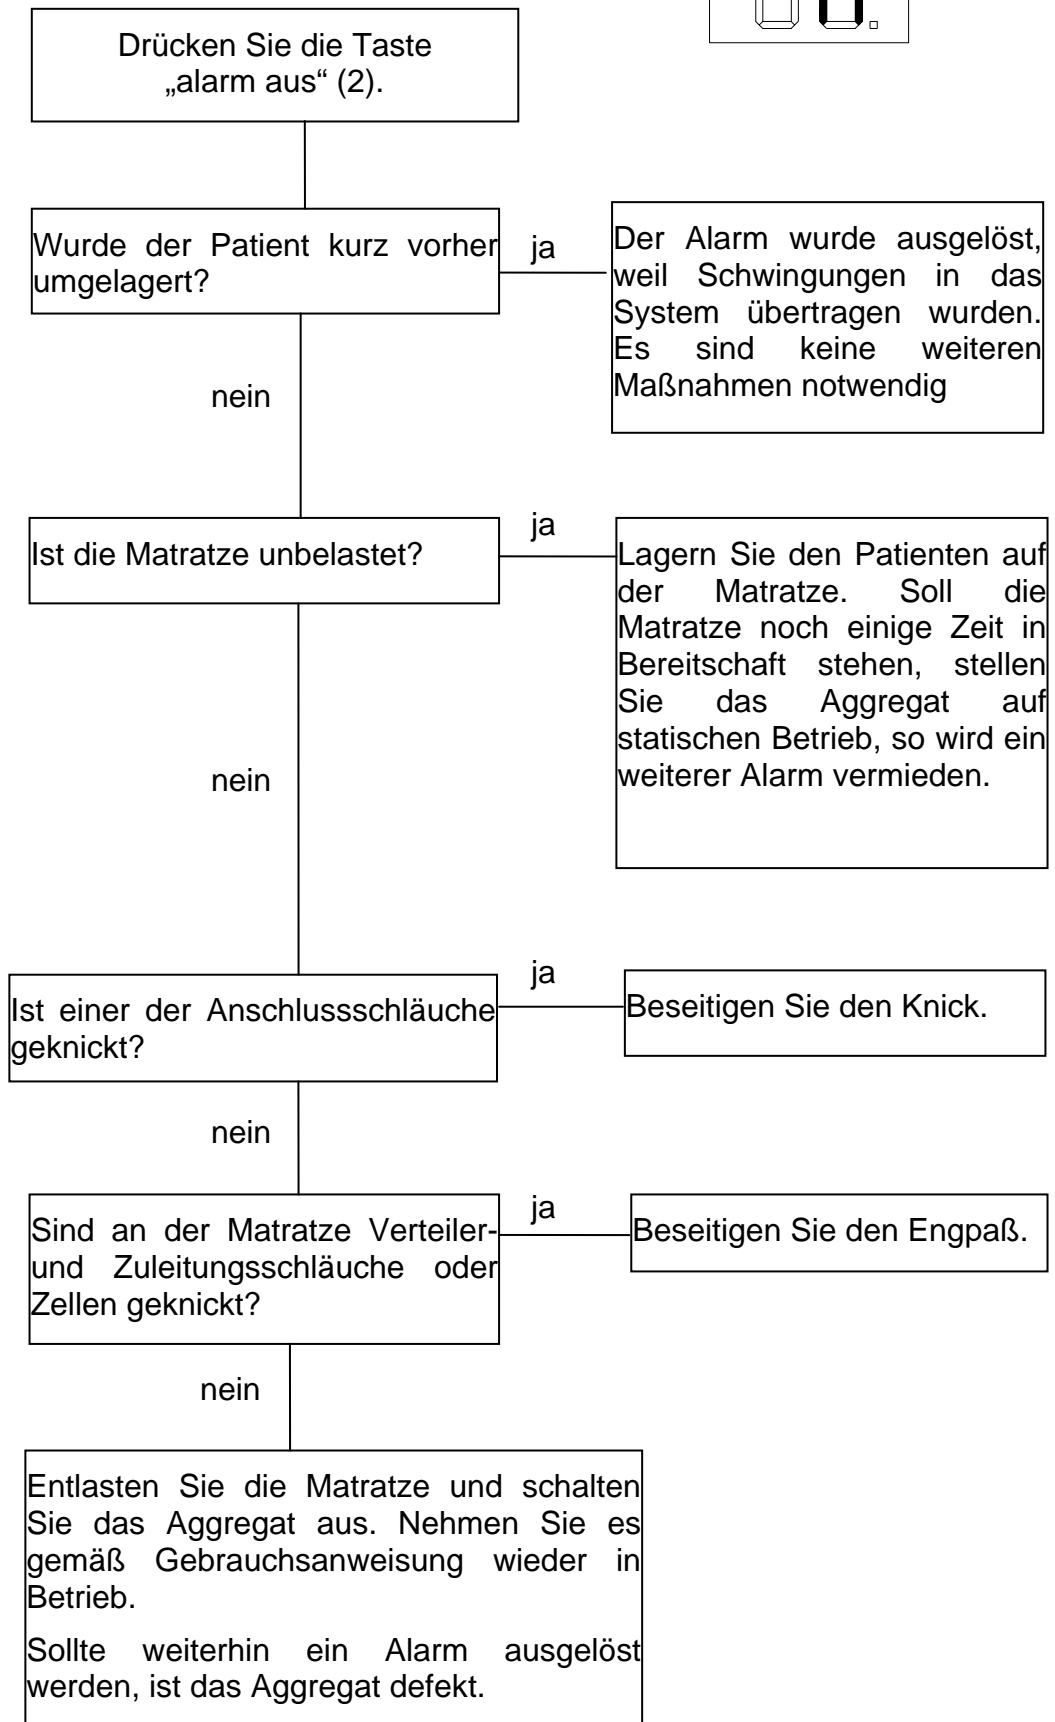 Drücken Sie die Taste
„alarm aus“ (2).
Wurde der Patient kurz vorher
umgelagert?
ja
Der Alarm wurde ausgelöst,
weil Schwingungen in das
System übertragen wurden.
Es sind keine weiteren
Maßnahmen notwendig
nein
Ist die Matratze unbelastet?
ja
Lagern Sie den Patienten auf
der Matratze. Soll die
Matratze noch einige Zeit in
Bereitschaft stehen, stellen
Sie das Aggregat auf
statischen Betrieb, so wird ein
weiterer Alarm vermieden.
nein
Ist einer der Anschlussschläuche
geknickt?
ja
Beseitigen Sie den Knick.
nein
Sind an der Matratze Verteiler-
und Zuleitungsschläuche oder
Zellen geknickt?
ja
Beseitigen Sie den Engpaß.
nein
Entlasten Sie die Matratze und schalten
Sie das Aggregat aus. Nehmen Sie es
gemäß Gebrauchsanweisung wieder in
Betrieb.
Sollte weiterhin ein Alarm ausgelöst
werden, ist das Aggregat defekt.